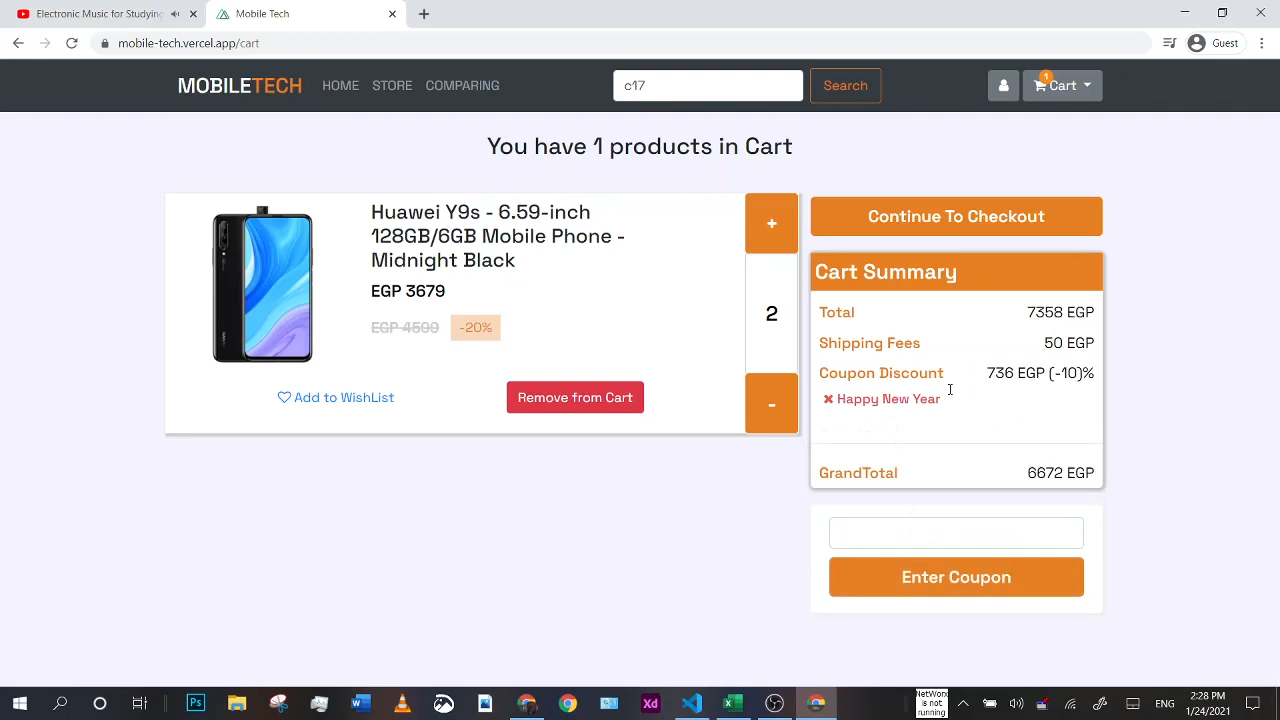 Electronic Music for Studying
Mobile Tech
mobile-tech.vercel.app/cart
Guest
MOBILETECH
HOME
STORE
COMPARING
c17
Search
1
Cart
You have 1 products in Cart
Huawei Y9s - 6.59-inch
128GB/6GB Mobile Phone -
Midnight Black
EGP 3679
EGP 4599 -20%
Add to WishList
Remove from Cart
+
2
-
Continue To Checkout
Cart Summary
Total 7358 EGP
Shipping Fees 50 EGP
Coupon Discount 736 EGP (-10)%
✖ Happy New Year
GrandTotal 6672 EGP
Enter Coupon
Ps
Xd
NetWorx
is not
running
ENG
2:28 PM
1/24/2021